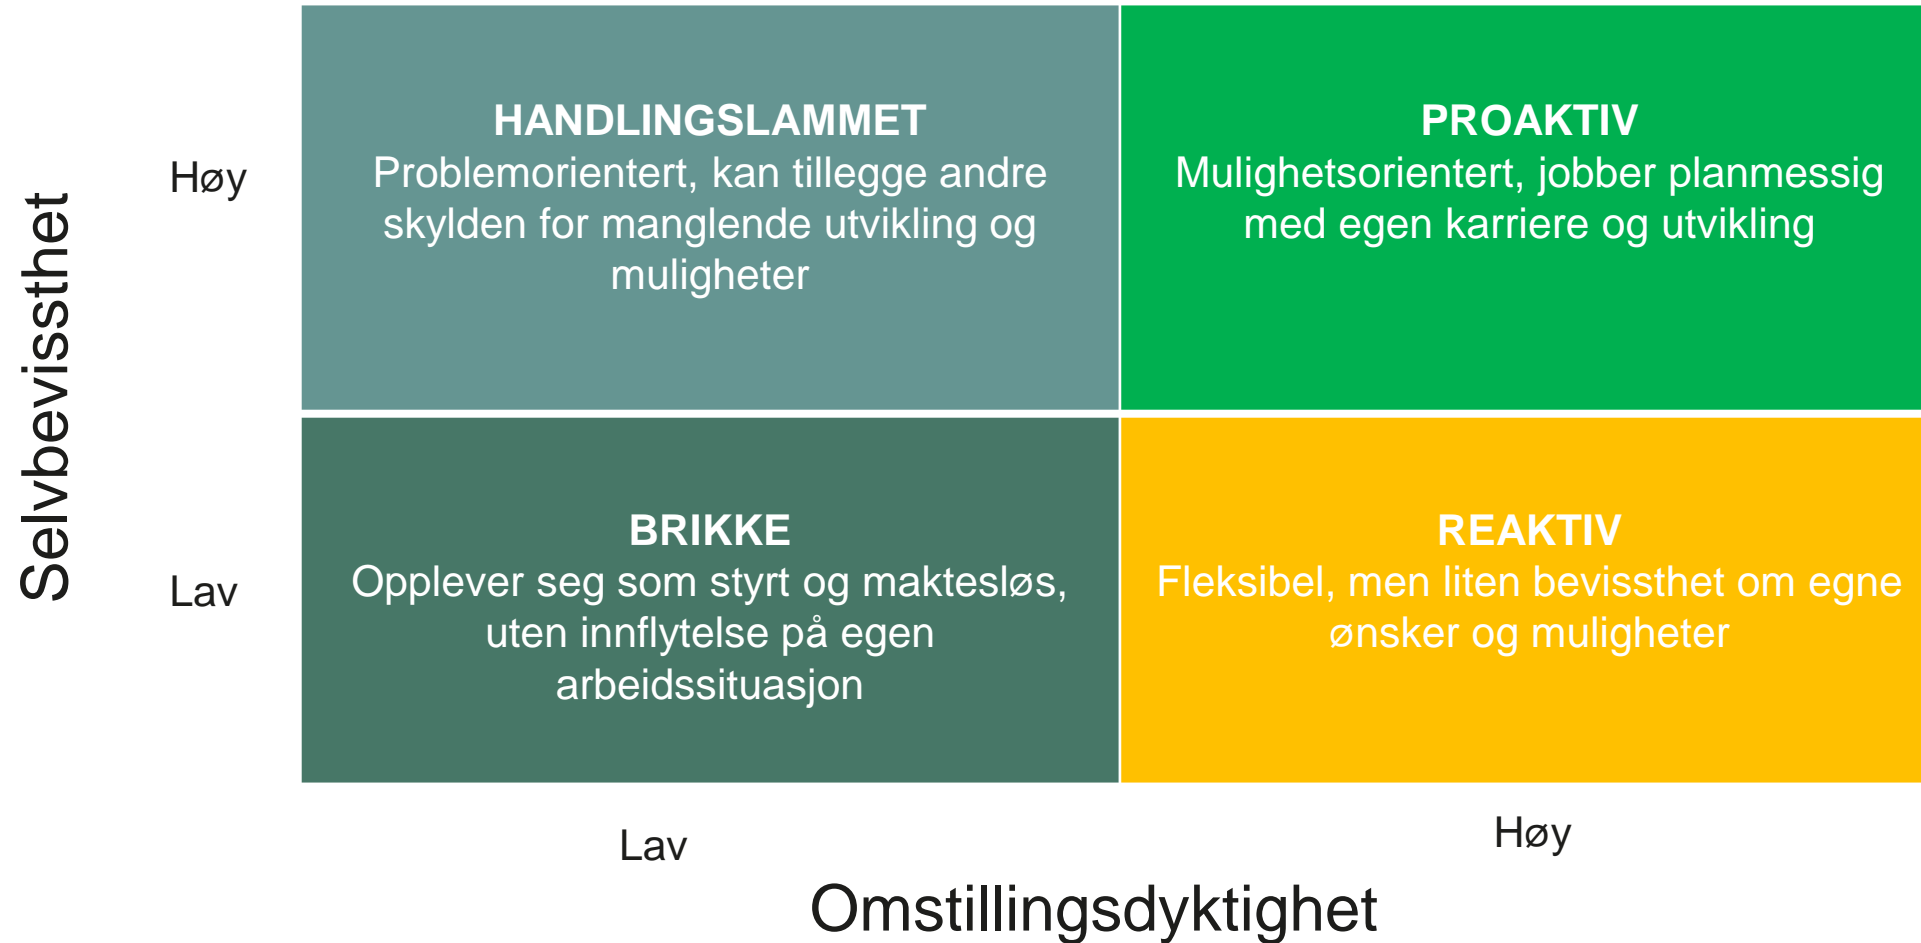 Selvbevissthet
Høy
HANDLINGSLAMMET
Problemorientert, kan tillegge andre
skylden for manglende utvikling og
muligheter
PROAKTIV
Mulighetsorientert, jobber planmessig
med egen karriere og utvikling
Lav
BRIKKE
Opplever seg som styrt og maktesløs,
uten innflytelse på egen
arbeidssituasjon
REAKTIV
Fleksibel, men liten bevissthet om egne
ønsker og muligheter
Lav
Høy
Omstillingsdyktighet